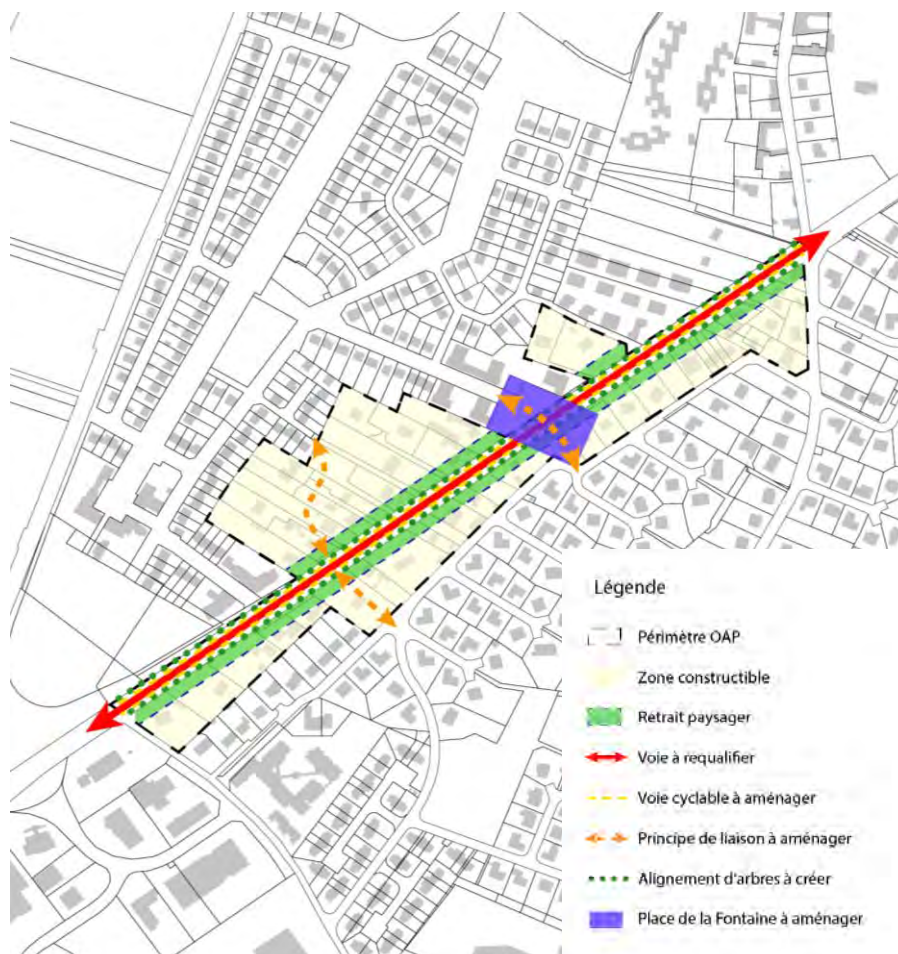 Légende
Périmètre OAP
Zone constructible
Retrait paysager
Voie à requalifier
Voie cyclable à aménager
Principe de liaison à aménager
Alignement d'arbres à créer
Place de la Fontaine à aménager